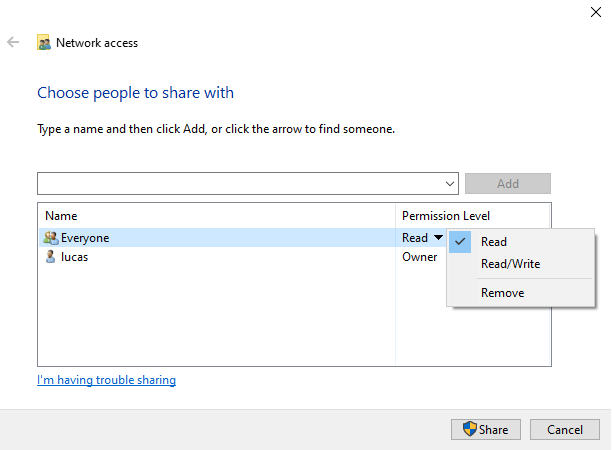 Network access
Choose people to share with
Type a name and then click Add, or click the arrow to find someone.
Add
Name Permission Level
Everyone Read
lucas Owner
Read
Read/Write
Remove
I'm having trouble sharing
Share Cancel